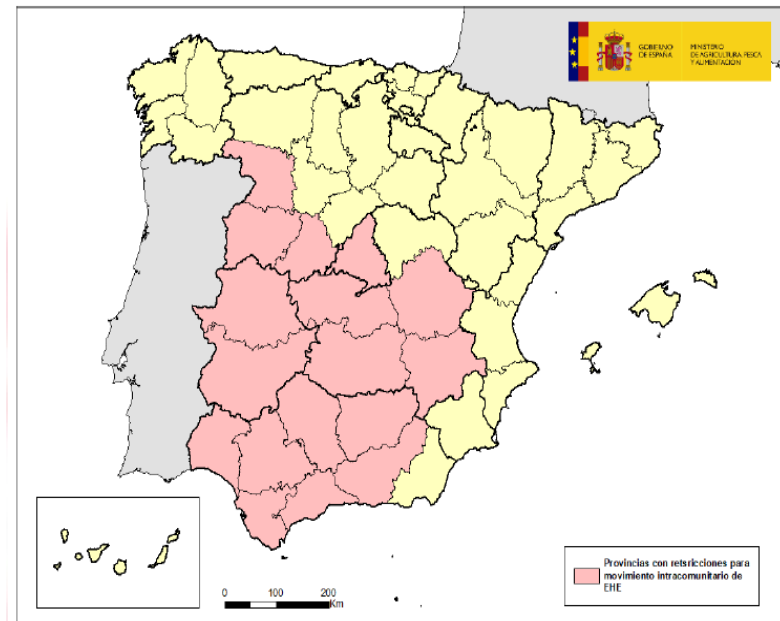 GOBIERNO
DE ESPAÑA
MINISTERIO
DE AGRICULTURA, PESCA
Y ALIMENTACIÓN
0 50 100 200
Km
Provincias con retsricciones para
movimiento intracomunitario de
EHE